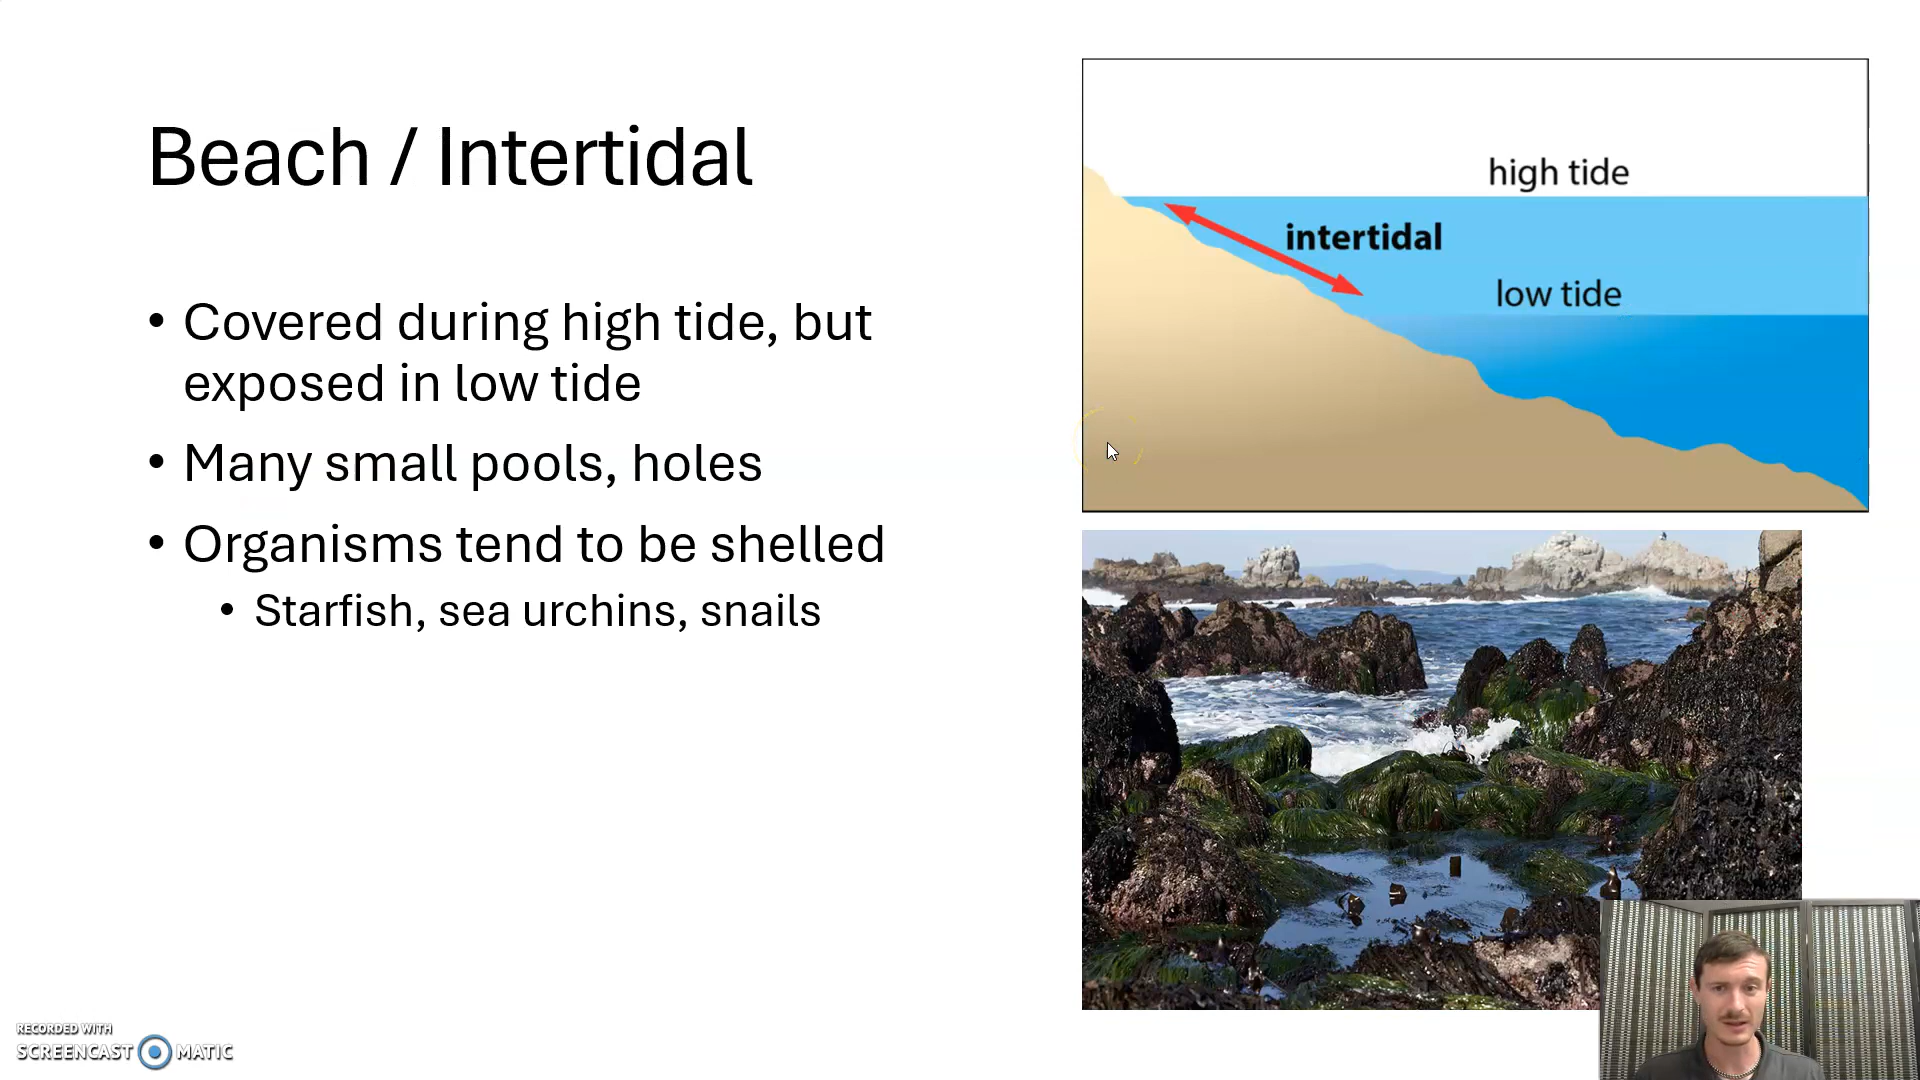 Beach / Intertidal
• Covered during high tide, but
exposed in low tide
• Many small pools, holes
• Organisms tend to be shelled
• Starfish, sea urchins, snails
high tide
intertidal
low tide
RECORDED WITH
SCREENCAST MATIC